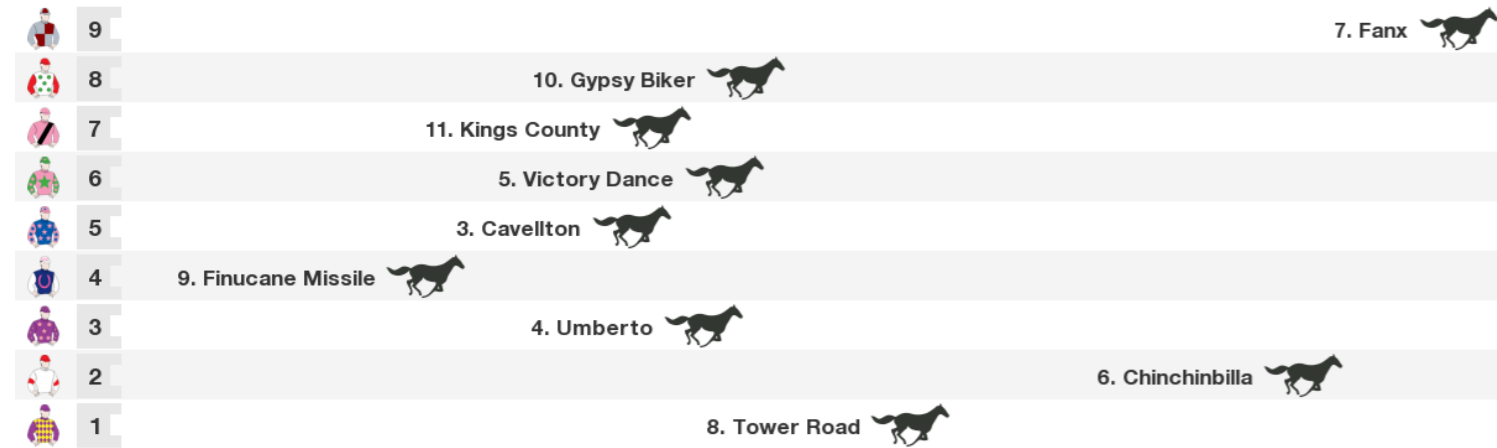 9 7. Fanx
8 10. Gypsy Biker
7 11. Kings County
6 5. Victory Dance
5 3. Cavellton
4 9. Finucane Missile
3 4. Umberto
2 6. Chinchinbilla
1 8. Tower Road